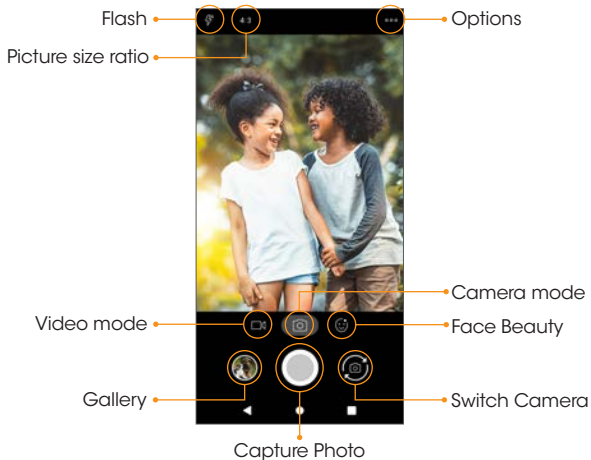 Flash
4:3
Options
Picture size ratio
Camera mode
Video mode
Face Beauty
Gallery
Switch Camera
Capture Photo